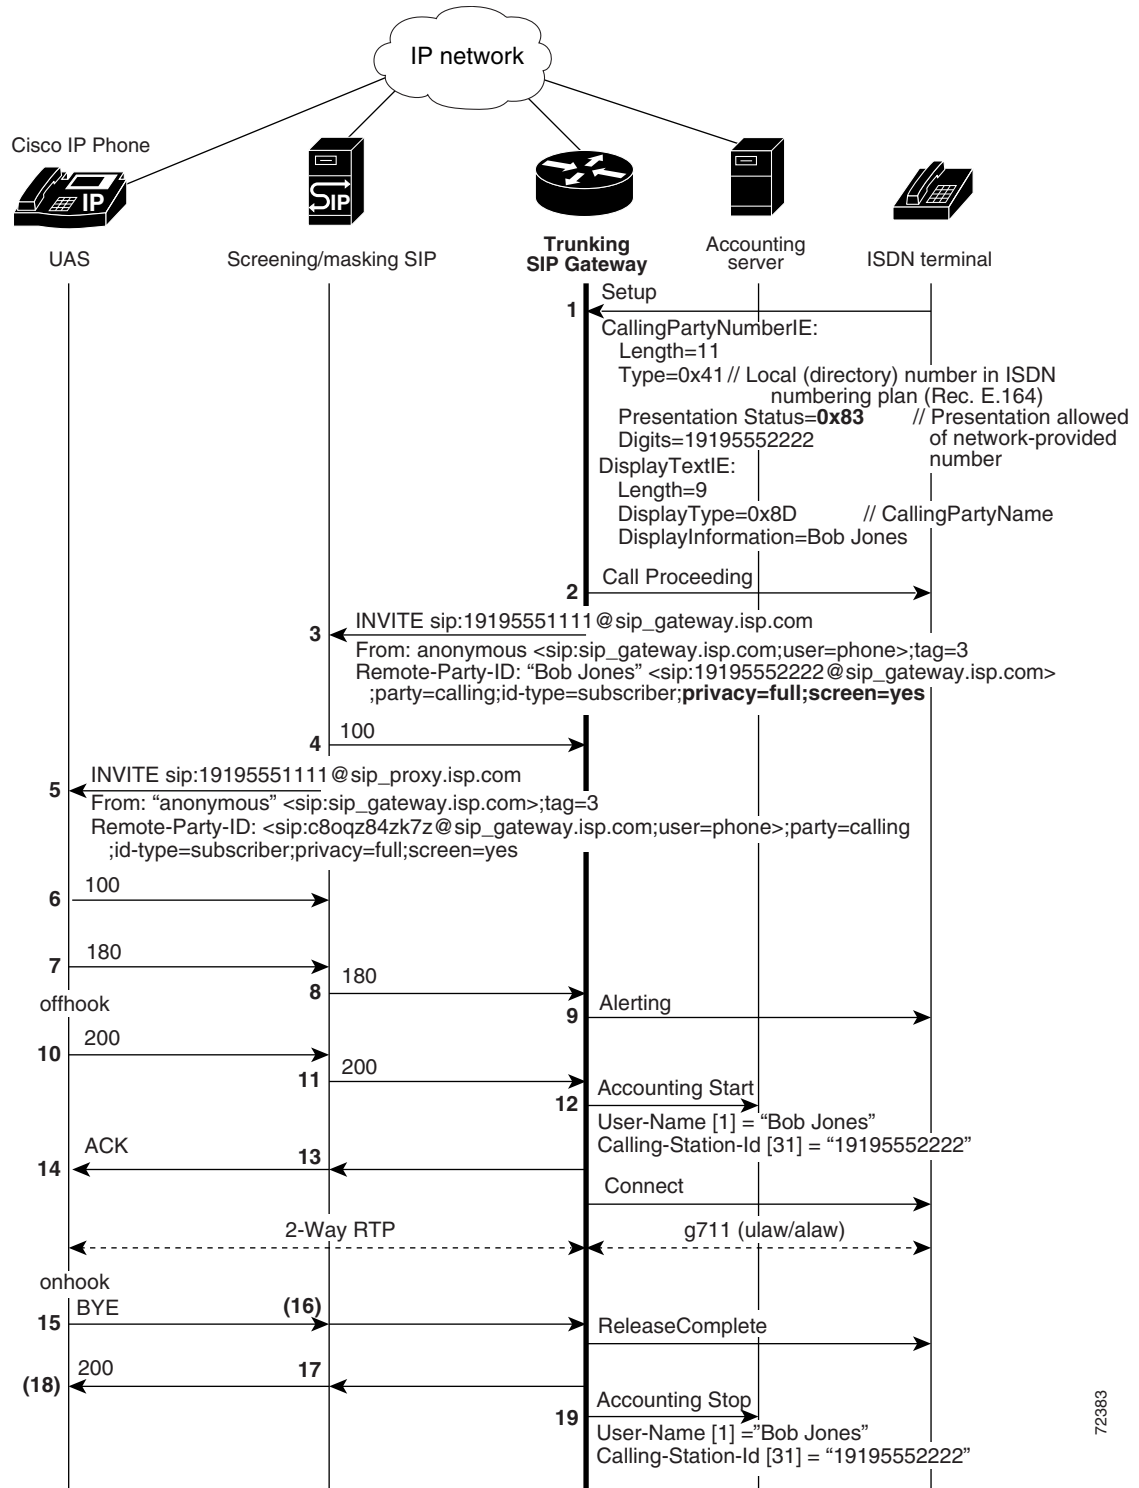 IP network
Cisco IP Phone
IP
SIP
UAS
Screening/masking SIP
Trunking
SIP Gateway
Accounting
server
ISDN terminal
Setup
1
CallingPartyNumberIE:
Length=11
Type=0x41 // Local (directory) number in ISDN
numbering plan (Rec. E.164)
Presentation Status=0x83 // Presentation allowed
Digits=19195552222 of network-provided
number
DisplayTextIE:
Length=9
DisplayType=0x8D // CallingPartyName
DisplayInformation=Bob Jones
Call Proceeding
2
INVITE sip:19195551111@sip_gateway.isp.com
3
From: anonymous <sip:sip_gateway.isp.com;user=phone>;tag=3
Remote-Party-ID: “Bob Jones” <sip:19195552222@sip_gateway.isp.com>
;party=calling;id-type=subscriber;privacy=full;screen=yes
100
4
INVITE sip:19195551111@sip_proxy.isp.com
5
From: “anonymous” <sip:sip_gateway.isp.com>;tag=3
Remote-Party-ID: <sip:c8oqz84zk7z@sip_gateway.isp.com;user=phone>;party=calling
;id-type=subscriber;privacy=full;screen=yes
100
6
180
7
180
8
offhook
Alerting
9
200
10
200
11
Accounting Start
12
User-Name [1] = “Bob Jones”
Calling-Station-Id [31] = “19195552222”
ACK
13
14
Connect
2-Way RTP
g711 (ulaw/alaw)
onhook
BYE
(16)
15
ReleaseComplete
200
17
(18)
Accounting Stop
19
User-Name [1] =”Bob Jones”
Calling-Station-Id [31] = “19195552222”
72383